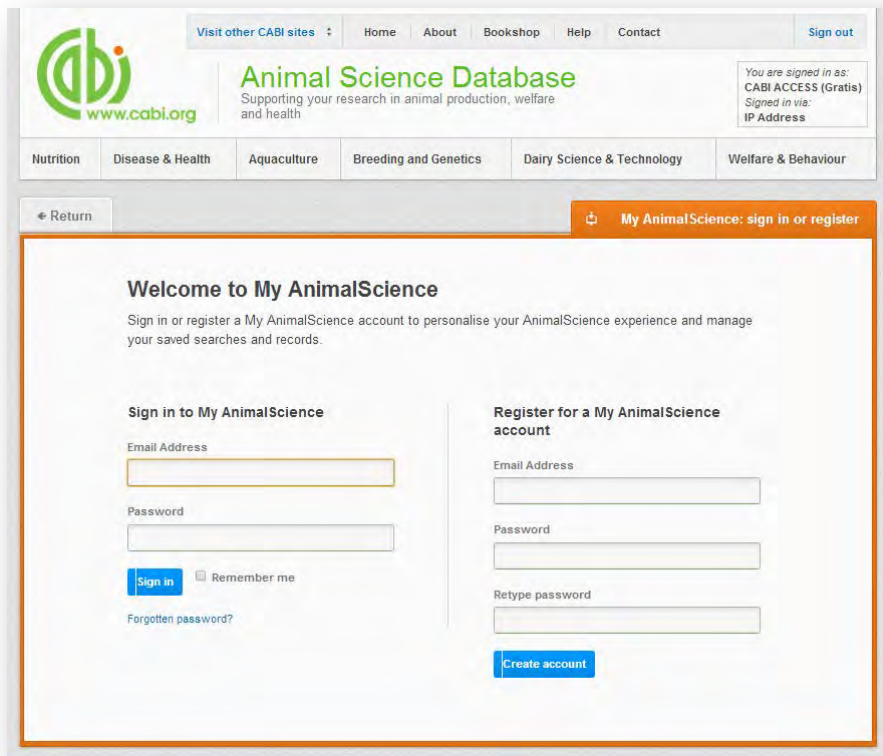 Visit other CABI sites Home About Bookshop Help Contact Sign out
cabi
www.cabi.org
Animal Science Database
Supporting your research in animal production, welfare
and health
You are signed in as:
CABI ACCESS (Gratis)
Signed in via:
IP Address
Nutrition Disease & Health Aquaculture Breeding and Genetics Dairy Science & Technology Welfare & Behaviour
Return
My AnimalScience: sign in or register
Welcome to My AnimalScience
Sign in or register a My AnimalScience account to personalise your AnimalScience experience and manage
your saved searches and records.
Sign in to My AnimalScience
Email Address
Password
Sign in Remember me
Forgotten password?
Register for a My AnimalScience
account
Email Address
Password
Retype password
Create account